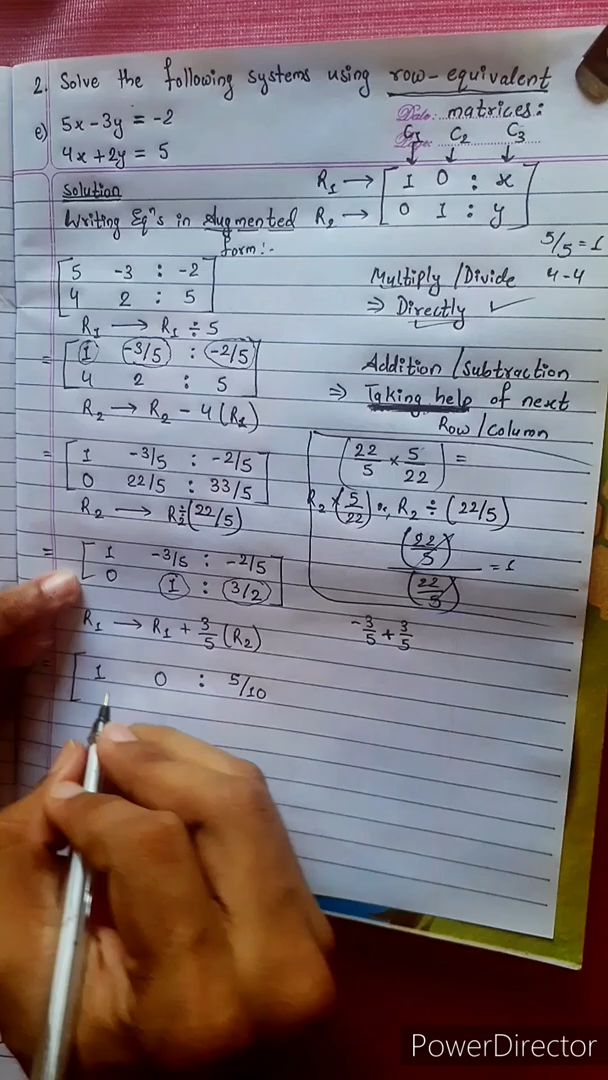 2. Solve the following systems using row-equivalent
Date: matrices:
e) 5x-3y = -2
4x+2y = 5
C1 C2 C3
Solution
R1 → [ 1 0 : x
R2 → 0 1 : y ]
Writing Eqns in Augmented
form:-
5/5 = 1
4-4
[ 5 -3 : -2
4 2 : 5 ]
Multiply /Divide
⇒ Directly ✓
R1 → R1 ÷ 5
= [ 1 -3/5 : -2/5
4 2 : 5 ]
R2 → R2 - 4(R1)
Addition /subtraction
⇒ Taking help of next
Row/column
= [ 1 -3/5 : -2/5
0 22/5 : 33/5 ]
R2 → R2 ÷ (22/5)
(22/5 × 5/22) =
R2 × (5/22) or, R2 ÷ (22/5)
(22/5)/(22/5) = 1
= [ 1 -3/5 : -2/5
0 1 : 3/2 ]
R1 → R1 + 3/5 (R2)
-3/5 + 3/5
= [ 1 0 : 5/10
PowerDirector